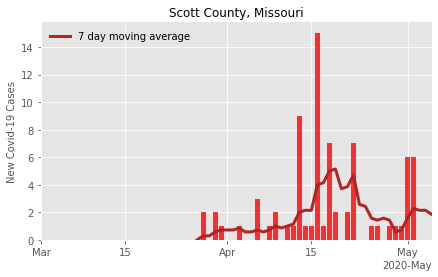 Scott County, Missouri
7 day moving average
New Covid-19 Cases
14
12
10
8
6
4
2
0
Mar 15 Apr 15 May
2020-May